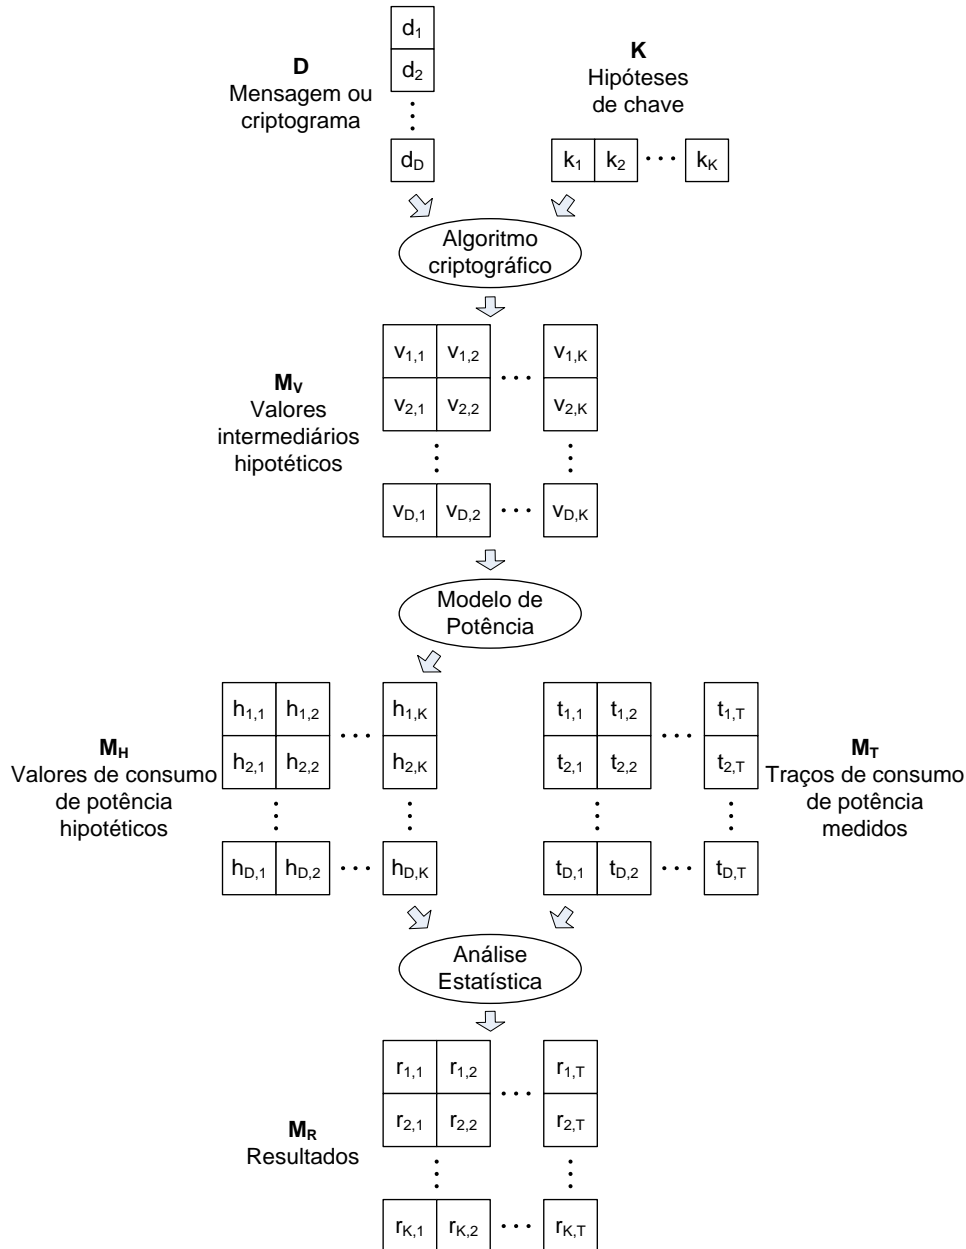 d1
d2
D
Mensagem ou
criptograma
dD
K
Hipóteses
de chave
k1 k2 ··· kK
Algoritmo
criptográfico
v1,1 v1,2 ··· v1,K
v2,1 v2,2 v2,K
MV
Valores
intermediários
hipotéticos
vD,1 vD,2 ··· vD,K
Modelo de
Potência
h1,1 h1,2 ··· h1,K
h2,1 h2,2 h2,K
MH
Valores de consumo
de potência
hipotéticos
hD,1 hD,2 ··· hD,K
t1,1 t1,2 ··· t1,T
t2,1 t2,2 t2,T
MT
Traços de consumo
de potência
medidos
tD,1 tD,2 ··· tD,T
Análise
Estatística
r1,1 r1,2 ··· r1,T
r2,1 r2,2 r2,T
MR
Resultados
rK,1 rK,2 ··· rK,T